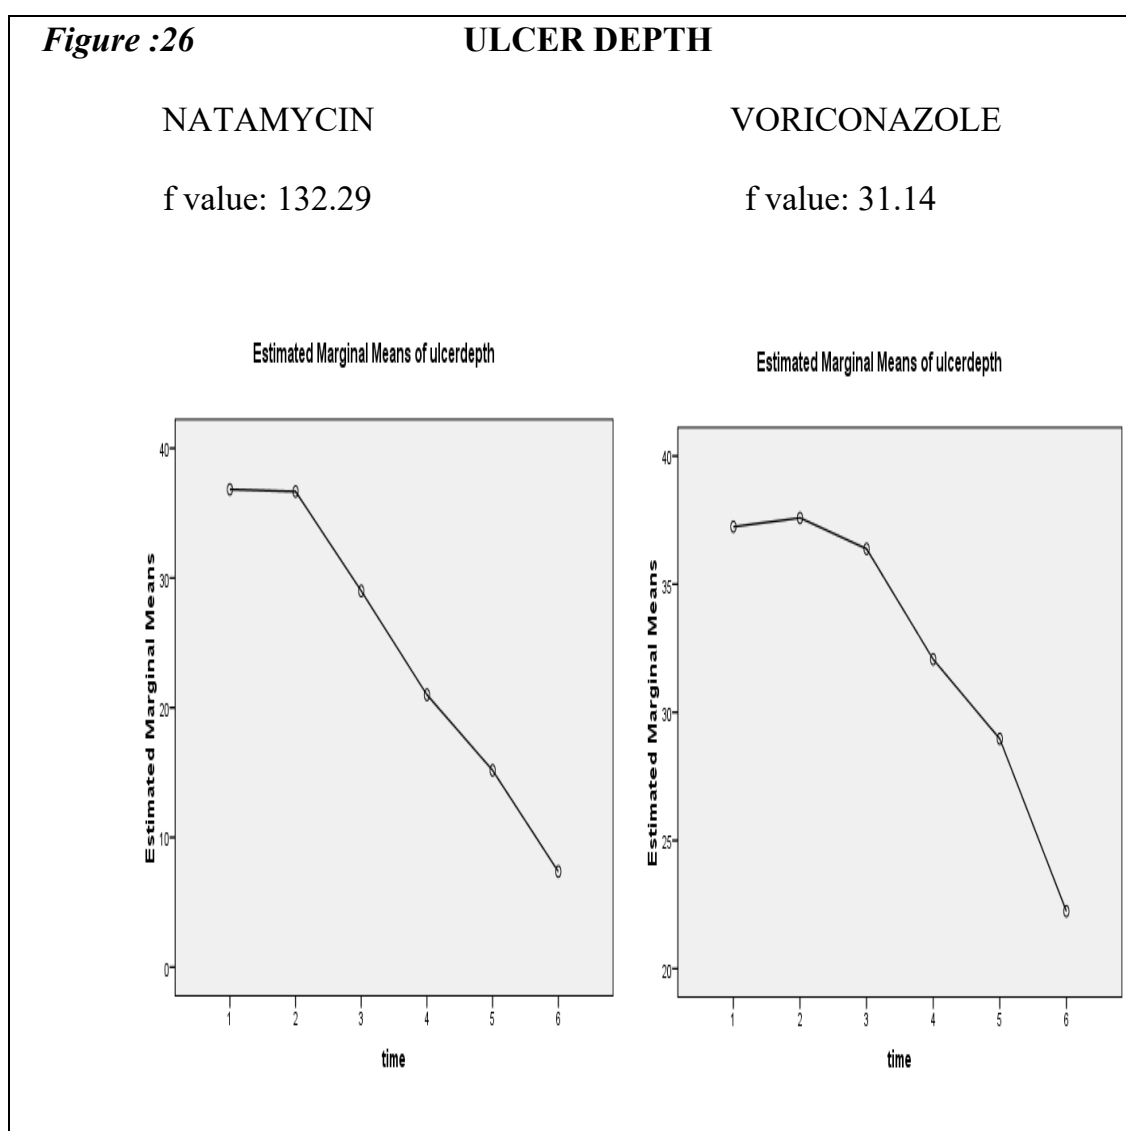 Figure :26 ULCER DEPTH
NATAMYCIN VORICONAZOLE
f value: 132.29 f value: 31.14
Estimated Marginal Means of ulcerdepth
Estimated Marginal Means
40
30
20
10
0
1 2 3 4 5 6
time
Estimated Marginal Means of ulcerdepth
Estimated Marginal Means
40
35
30
25
20
1 2 3 4 5 6
time